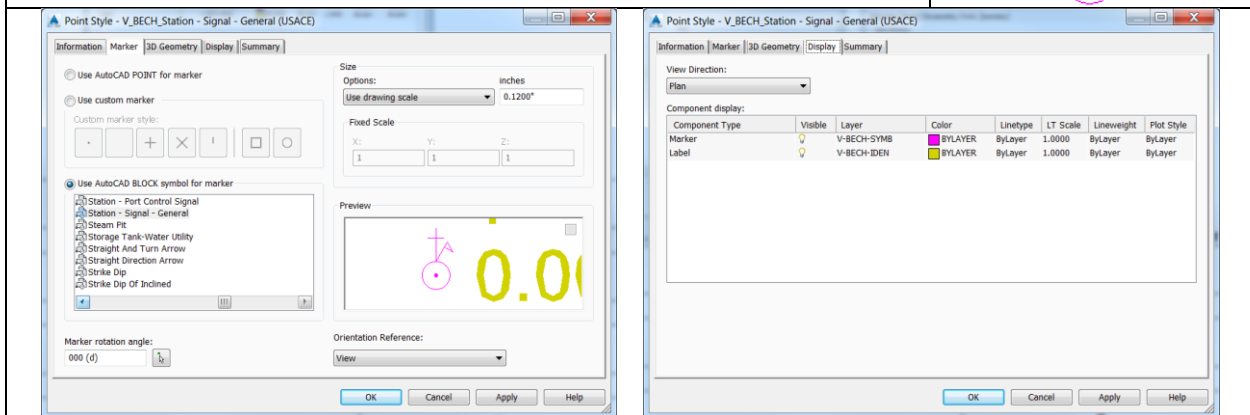 Point Style - V_BECH_Station - Signal - General (USACE)
Information Marker 3D Geometry Display Summary
Use AutoCAD POINT for marker
Use custom marker
Custom marker style:
Use AutoCAD BLOCK symbol for marker
Station - Port Control Signal
Station - Signal - General
Steam Pit
Storage Tank-Water Utility
Straight And Turn Arrow
Straight Direction Arrow
Strike Dip
Strike Dip Of Inclined
Marker rotation angle:
000 (d)
Size
Options: inches
Use drawing scale 0.1200"
Fixed Scale
X: Y: Z:
1 1 1
Preview
0.00
Orientation Reference:
View
OK Cancel Apply Help
Point Style - V_BECH_Station - Signal - General (USACE)
Information Marker 3D Geometry Display Summary
View Direction:
Plan
Component display:
Component Type Visible Layer Color Linetype LT Scale Lineweight Plot Style
Marker V-BECH-SYMB BYLAYER ByLayer 1.0000 ByLayer ByLayer
Label V-BECH-IDEN BYLAYER ByLayer 1.0000 ByLayer ByLayer
OK Cancel Apply Help